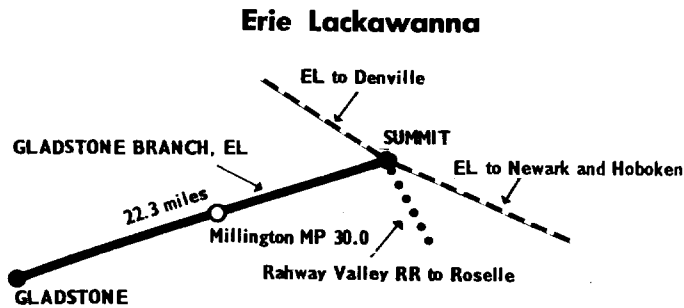 Erie Lackawanna
EL to Denville
SUMMIT
GLADSTONE BRANCH, EL
EL to Newark and Hoboken
22.3 miles
Millington MP 30.0
Rahway Valley RR to Roselle
GLADSTONE